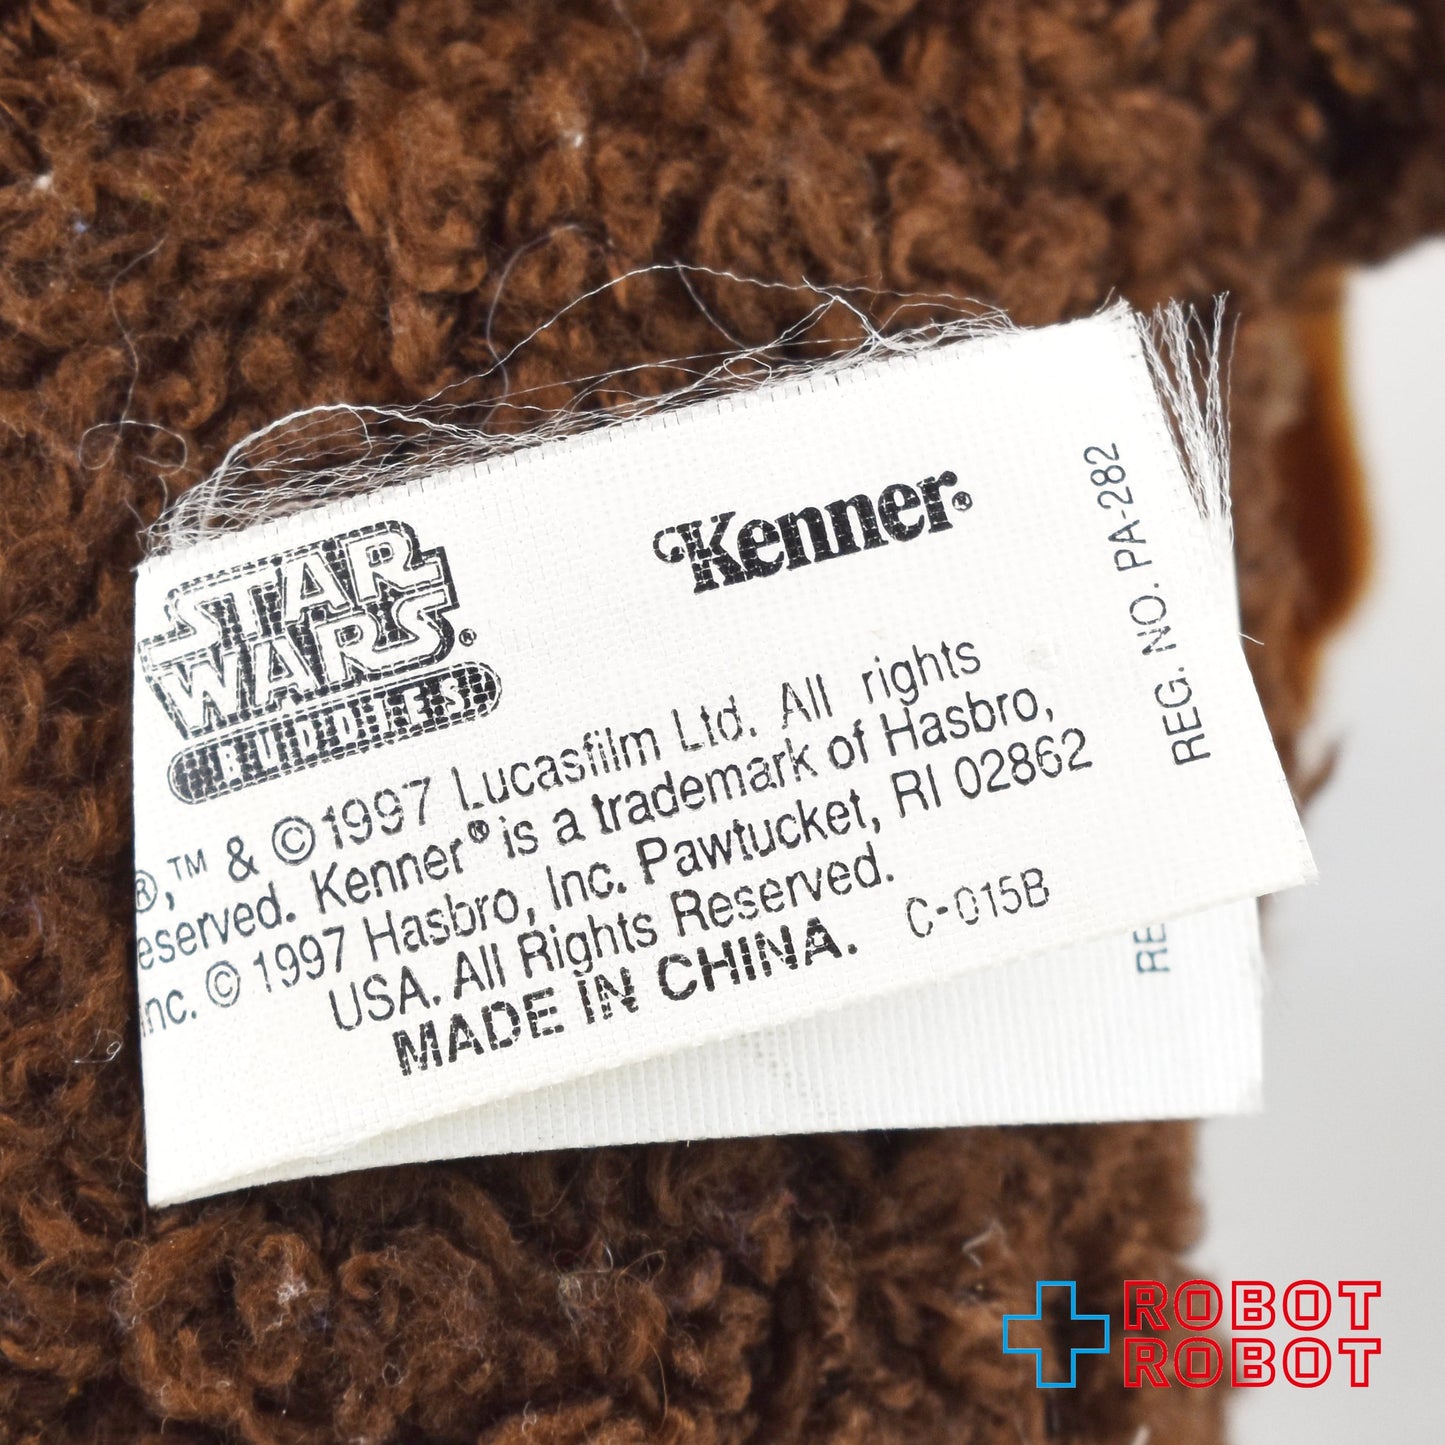 STAR
WARS®
BUDDIES
Kenner®
®,™ & ©1997 Lucasfilm Ltd. All rights
eserved. Kenner® is a trademark of Hasbro,
Inc. © 1997 Hasbro, Inc. Pawtucket, RI 02862
USA. All Rights Reserved.
MADE IN CHINA. C-015B
REG. NO. PA-282
RE
ROBOT
ROBOT